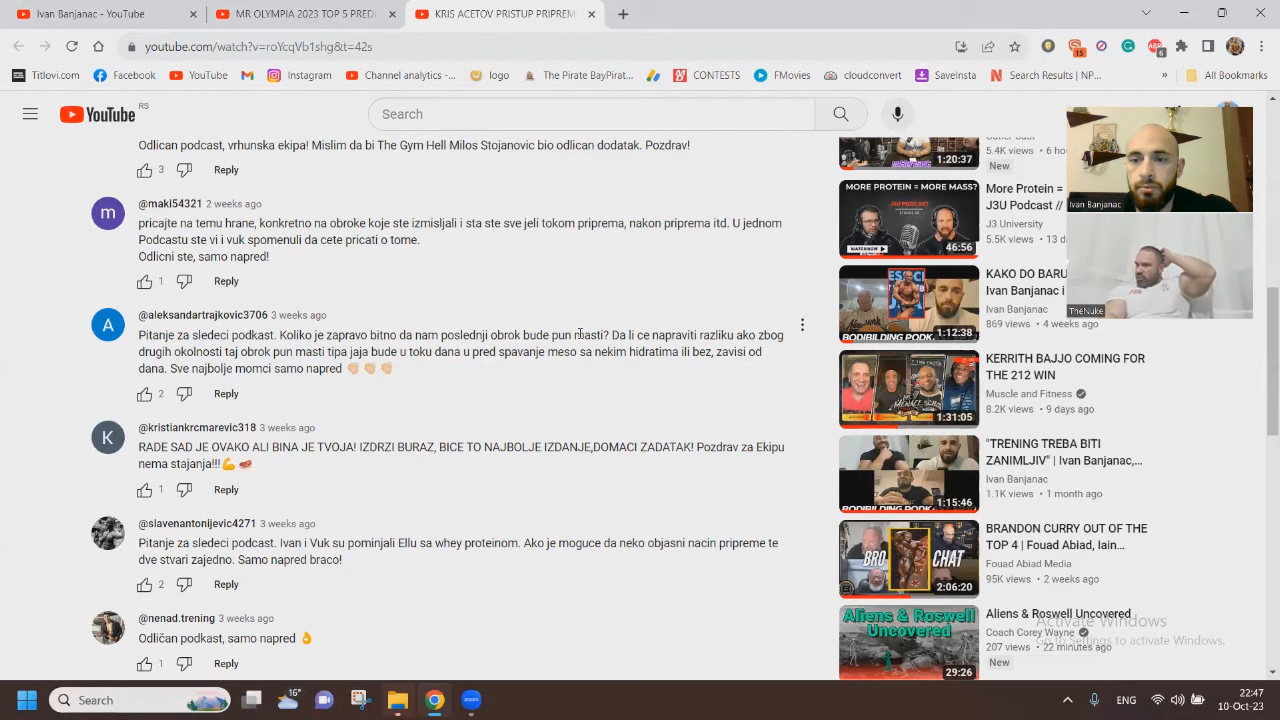 Ivan Banjanac - YouTube
MR OLYMPIA 2023 TOP 5 PREDI
KRIS ACETOV PRISTUP PRIPREM
youtube.com/watch?v=roYcqVb1shg&t=42s
Titlovi.com
Facebook
YouTube
Instagram
Channel analytics -...
logo
The Pirate BayPirat...
CONTESTS
FMovies
cloudconvert
SaveInsta
Search Results | NP...
»
All Bookmarks
YouTube RS
Search
Odličan podcast, vrhunska ekipa! Mislim da bi The Gym Hell Milos Stojanovic bio odlican dodatak. Pozdrav!
3 Reply
@maki54321 2 weeks ago
pričajte na temu hrane, konkretno na obroke koje ste izmisljali i sta ste sve jeli tokom priprema, nakon priprema itd. U jednom
Podcastu ste vi i vuk spomenuli da cete pricati o tome.
Odlicni ste, samo napred!
1 Reply
@aleksandartrajkovic3706 3 weeks ago
Pitanje za sledeci podkast. Koliko je zapravo bitno da nam poslednji obrok bude pun masti? Da li ce napraviti razliku ako zbog
drugih okolnosti taj obrok pun masti tipa jaja bude u toku dana u pred spavanje meso sa nekim hidratima ili bez, zavisi od
dana. Sve najbolje momci samo napred 👏🏻 👏🏻 👏🏻
2 Reply
@kristianicmarevic318 3 weeks ago
RADE SAD JE OVAKO ALI BINA JE TVOJA! IZDRZI BURAZ, BICE TO NAJBOLJE IZDANJE,DOMACI ZADATAK! Pozdrav za Ekipu
nema stajanja!!!💪 🥩
1 Reply
@slavenantonijevic4271 3 weeks ago
Pitanje za sledeci podkast, Ivan i Vuk su pominjali Ellu sa whey protenom. Ako je moguce da neko objasni nacin pripreme te
dve stvari zajedno. Samo napred braco!
2 Reply
@nenad.trening 3 weeks ago
Odličan podkast, samo napred 👌
1 Reply
5.4K views • 6 hou
New
1:20:37
MORE PROTEIN = MORE MASS?
J3U PODCAST
WATCH NOW
46:56
More Protein =
J3U Podcast //
J3 University
5.5K views • 13 d
BODIBILDING PODK
1:12:38
KAKO DO BARU
Ivan Banjanac i
Ivan Banjanac
869 views • 4 weeks ago
1:31:05
KERRITH BAJJO COMING FOR
THE 212 WIN
Muscle and Fitness
8.2K views • 9 days ago
BODIBILDING PODK
1:15:46
"TRENING TREBA BITI
ZANIMLJIV" | Ivan Banjanac,...
Ivan Banjanac
1.1K views • 1 month ago
BRO CHAT
2:06:20
BRANDON CURRY OUT OF THE
TOP 4 | Fouad Abiad, Iain...
Fouad Abiad Media
95K views • 2 weeks ago
Aliens & Roswell
Uncovered
29:26
Aliens & Roswell Uncovered
Coach Corey Wayne
207 views • 22 minutes ago
New
Ivan Banjanac
TheNuke
Activate Windows
Go to Settings to activate Windows.
Search
16°
ENG
22:47
10-Oct-23